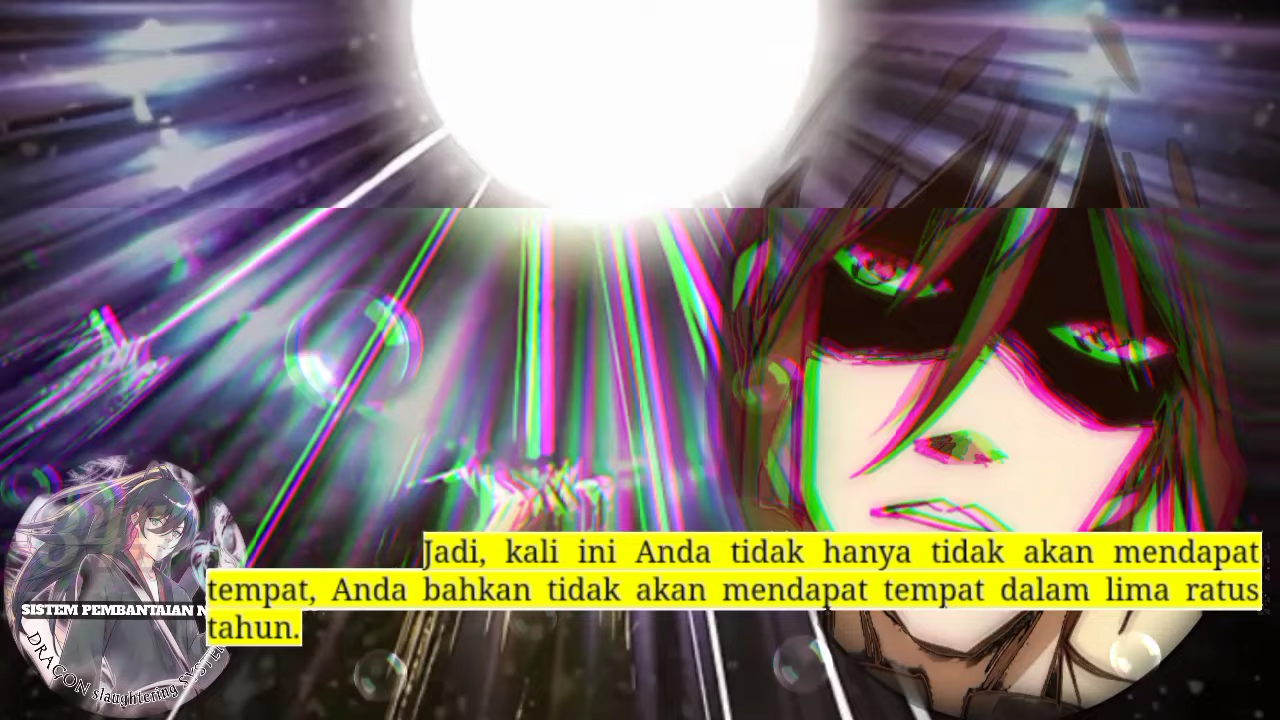 Jadi, kali ini Anda tidak hanya tidak akan mendapat
tempat, Anda bahkan tidak akan mendapat tempat dalam lima ratus
tahun.
SISTEM PEMBANTAIAN N
DRAGON slaughtering SYSTE